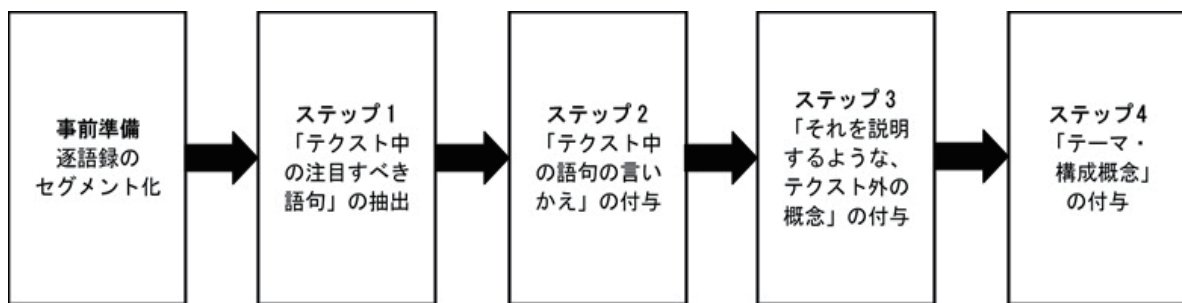 事前準備
逐語録の
セグメント化
ステップ1
「テクスト中
の注目すべき
語句」の抽出
ステップ2
「テクスト中
の語句の言い
かえ」の付与
ステップ3
「それを説明
するような、
テクスト外の
概念」の付与
ステップ4
「テーマ・
構成概念」
の付与